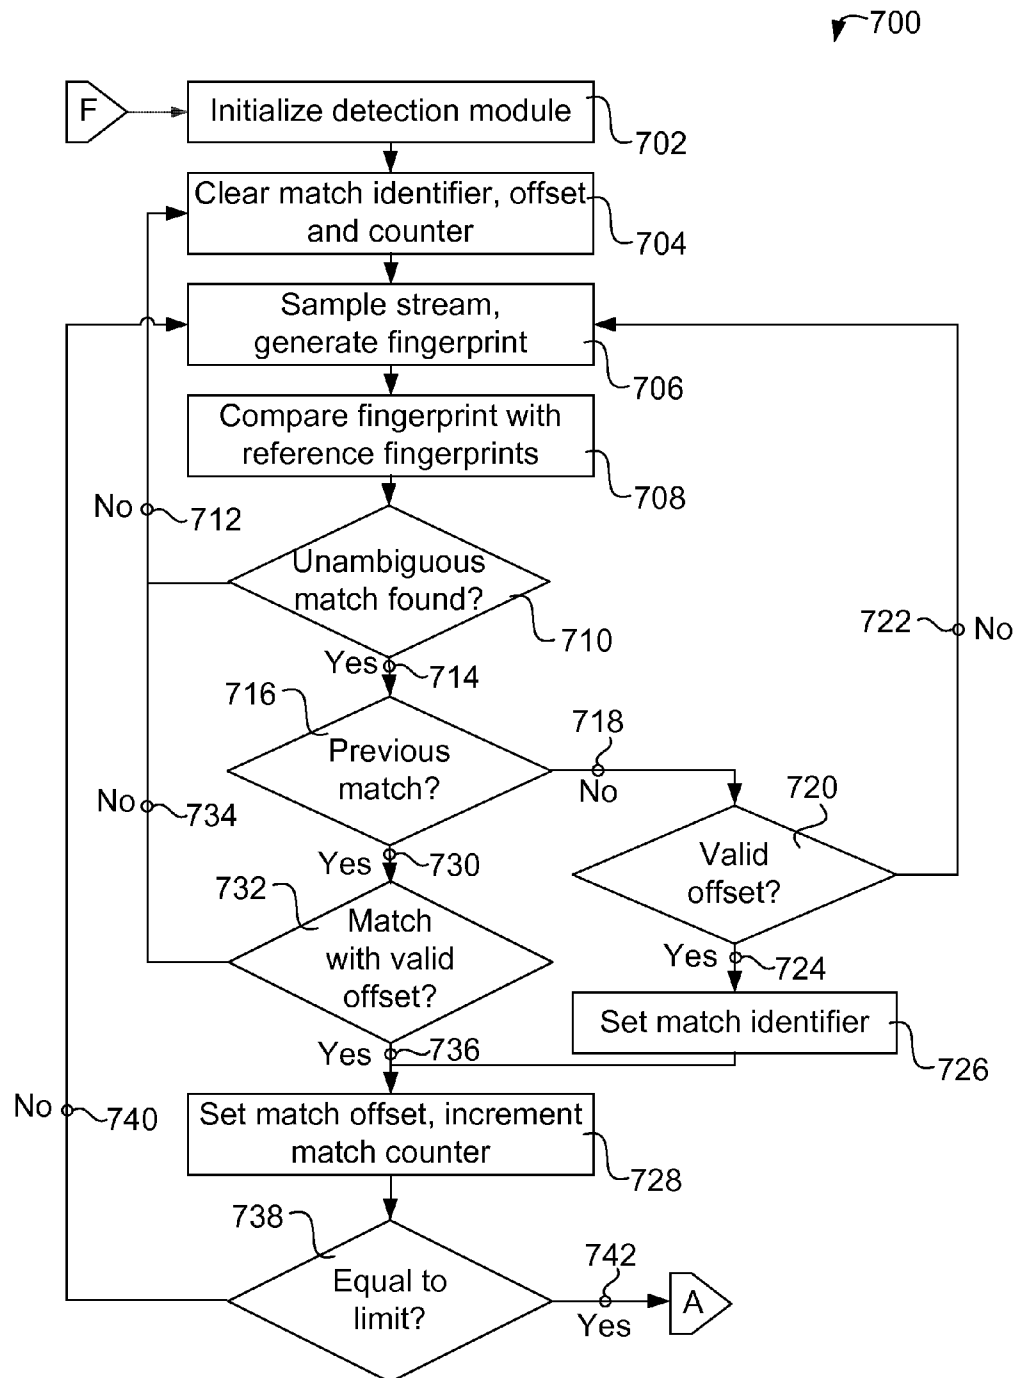 700
F
Initialize detection module
702
Clear match identifier, offset
and counter
704
Sample stream,
generate fingerprint
706
Compare fingerprint with
reference fingerprints
708
No
712
Unambiguous
match found?
710
722
No
Yes
714
716
Previous
match?
718
No
No
734
720
Valid
offset?
Yes
730
732
Match
with valid
offset?
Yes
724
Set match identifier
726
Yes
736
No
740
Set match offset, increment
match counter
728
738
Equal to
limit?
742
Yes
A